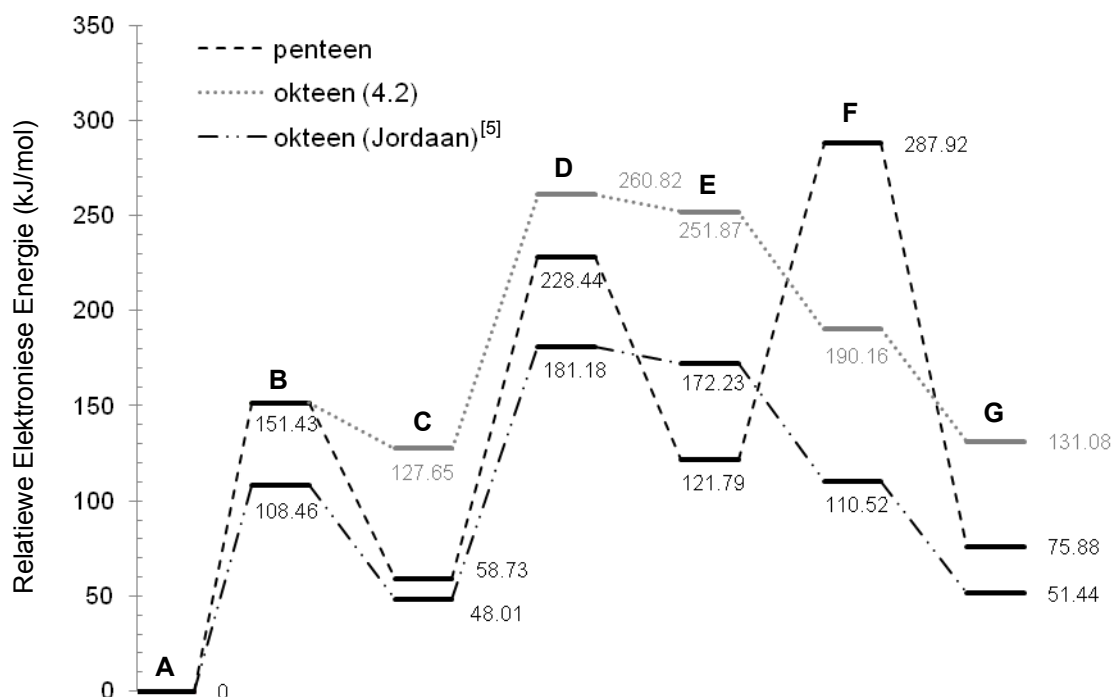 350
300
250
200
150
100
50
0
Relatiewe Elektroniese Energie (kJ/mol)
penteen
okteen (4.2)
okteen (Jordaan)[5]
A
0
B
151.43
108.46
C
127.65
58.73
48.01
D
260.82
228.44
181.18
E
251.87
172.23
121.79
F
287.92
190.16
110.52
G
131.08
75.88
51.44